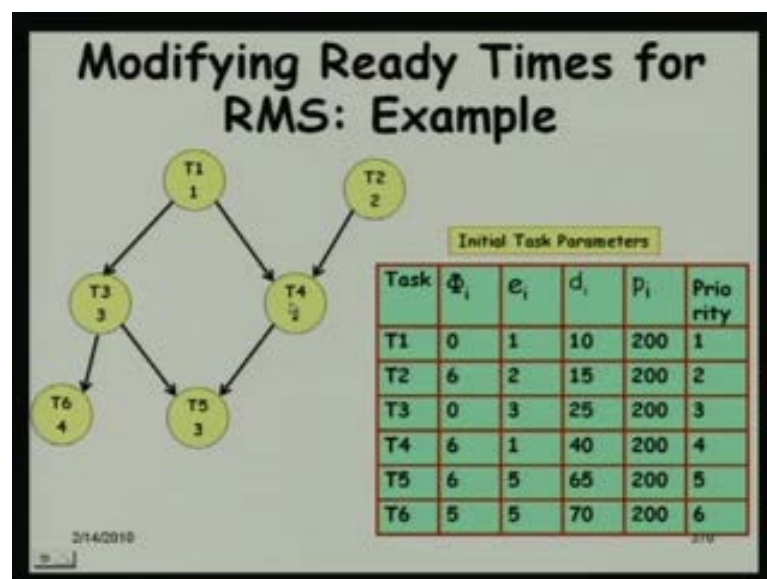 Modifying Ready Times for
RMS: Example
T1
1
T2
2
T3
3
T4
T6
4
T5
3
Initial Task Parameters
Task Φi ei di pi Prio
rity
T1 0 1 10 200 1
T2 6 2 15 200 2
T3 0 3 25 200 3
T4 6 1 40 200 4
T5 6 5 65 200 5
T6 5 5 70 200 6
2/14/2010